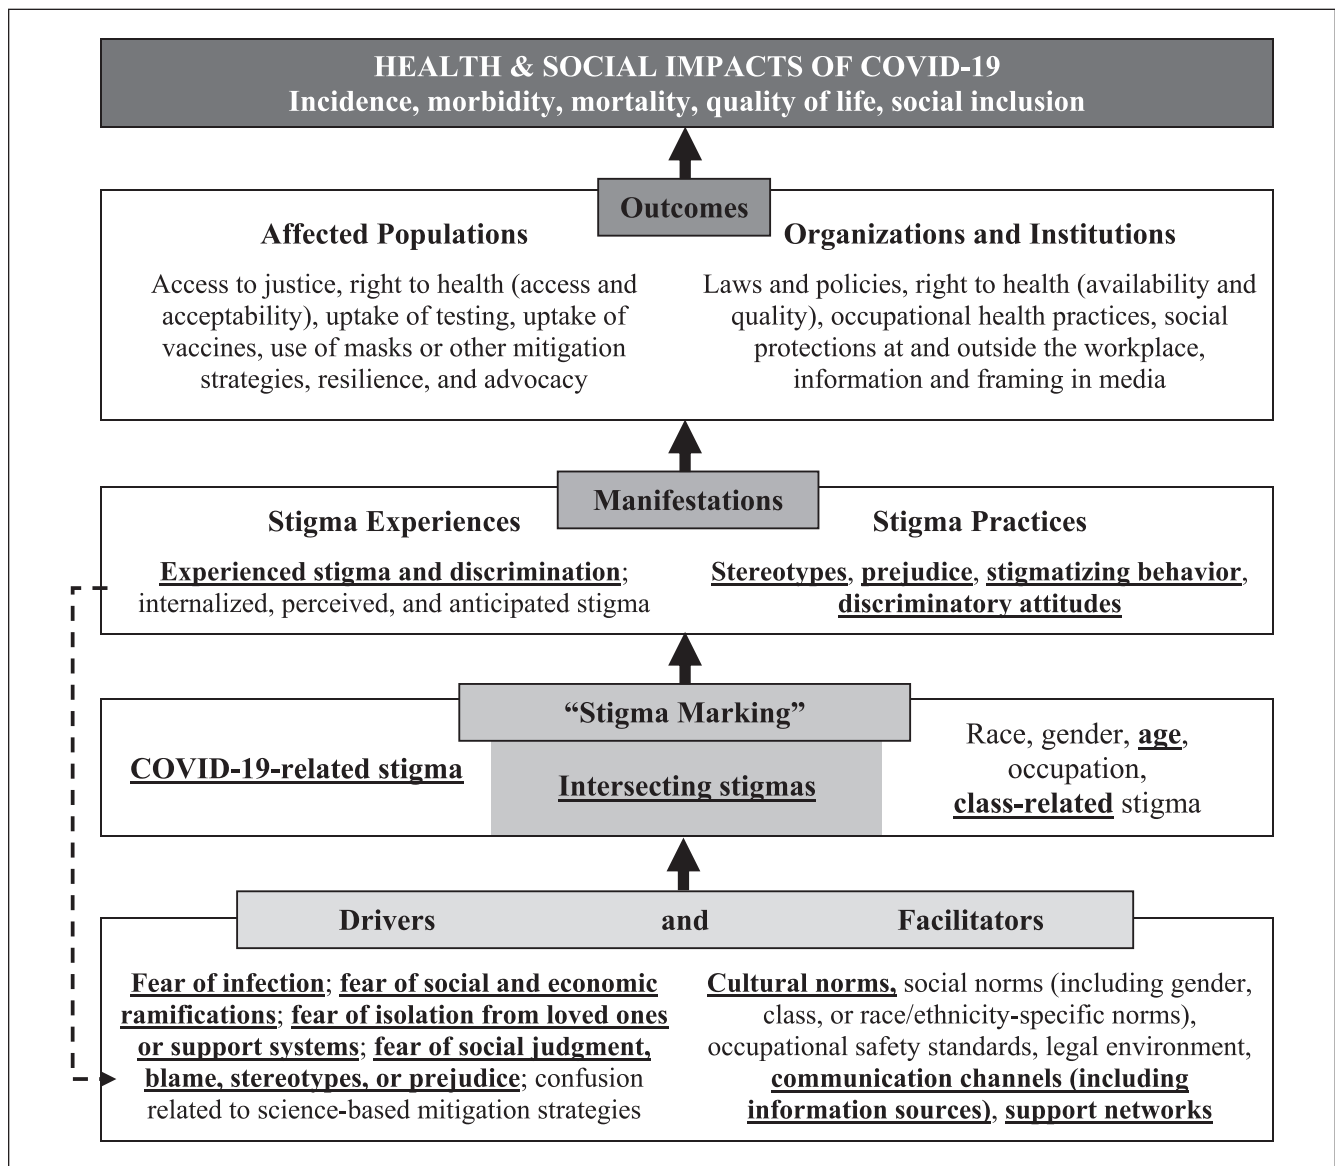 HEALTH & SOCIAL IMPACTS OF COVID-19
Incidence, morbidity, mortality, quality of life, social inclusion
Outcomes
Affected Populations
Access to justice, right to health (access and
acceptability), uptake of testing, uptake of
vaccines, use of masks or other mitigation
strategies, resilience, and advocacy
Organizations and Institutions
Laws and policies, right to health (availability and
quality), occupational health practices, social
protections at and outside the workplace,
information and framing in media
Manifestations
Stigma Experiences
Experienced stigma and discrimination;
internalized, perceived, and anticipated stigma
Stigma Practices
Stereotypes, prejudice, stigmatizing behavior,
discriminatory attitudes
“Stigma Marking”
COVID-19-related stigma
Intersecting stigmas
Race, gender, age,
occupation,
class-related stigma
Drivers and Facilitators
Fear of infection; fear of social and economic
ramifications; fear of isolation from loved ones
or support systems; fear of social judgment,
blame, stereotypes, or prejudice; confusion
related to science-based mitigation strategies
Cultural norms, social norms (including gender,
class, or race/ethnicity-specific norms),
occupational safety standards, legal environment,
communication channels (including
information sources), support networks